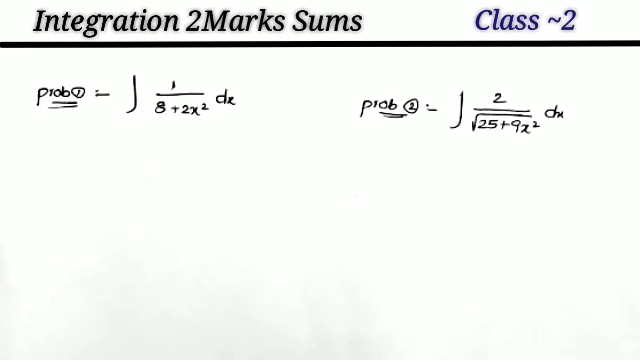 Integration 2Marks Sums Class ~2
prob① :- ∫ 1/(8+2x²) dx
prob② :- ∫ 2/√(25+9x²) dx